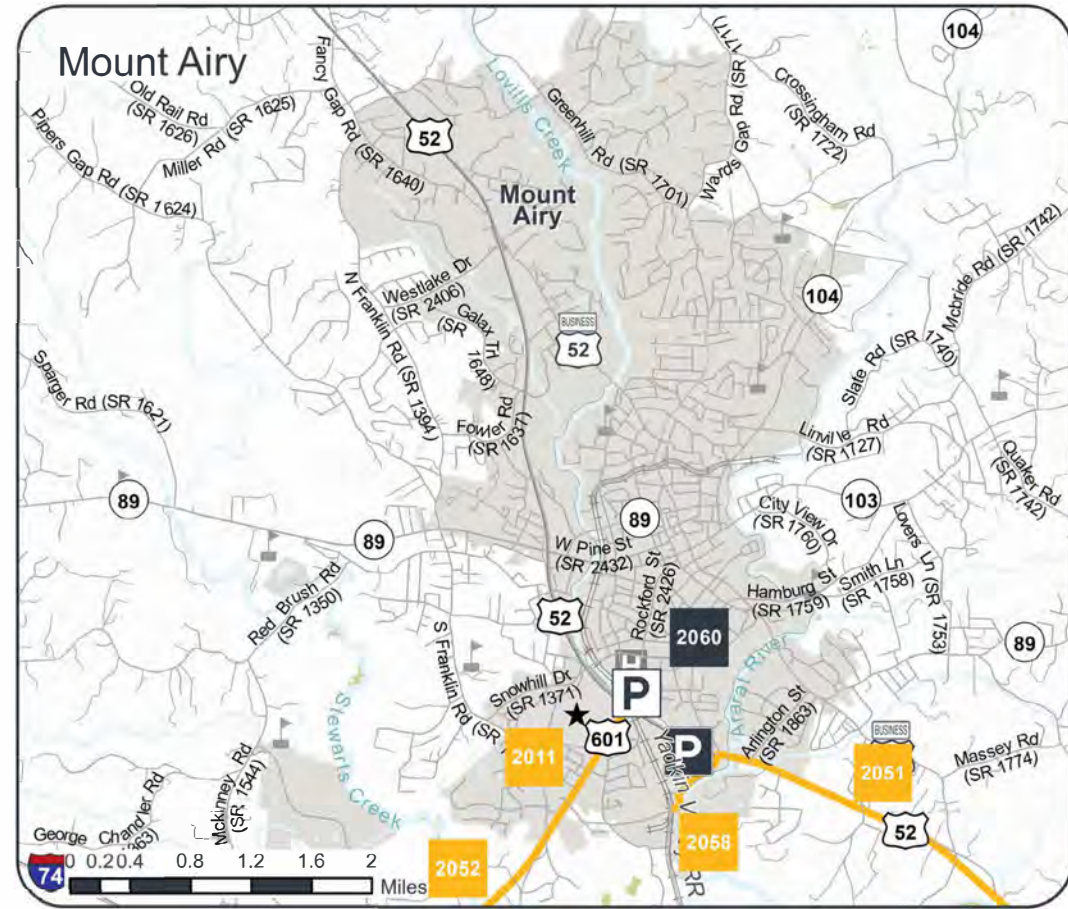 Mount Airy
104
Old Rail Rd
(SR 1626)
Miller Rd (SR 1625)
Pipers Gap Rd (SR 1624)
Fancy Gap Rd (SR 1640)
52
Lovills Creek
Greenhill Rd (SR 1701)
Wards Gap Rd (SR 1717)
Crossingham Rd
(SR 1722)
Mount
Airy
N Franklin Rd (SR 1394)
Westlake Dr
(SR 2406)
Galax Trl
(SR 1648)
BUSINESS
52
104
Mcbride Rd (SR 1742)
Slate Rd (SR 1740)
Sparger Rd (SR 1621)
Fowler Rd
(SR 1637)
Linville Rd
(SR 1727)
Quaker Rd
(SR 1742)
89
89
89
103
City View Dr
(SR 1760)
Lovers Ln (SR 1753)
W Pine St
(SR 2432)
Rockford St
(SR 2426)
Red Brush Rd
(SR 1350)
52
Hamburg St
(SR 1759)
Smith Ln
(SR 1758)
2060
89
S Franklin Rd (SR
Snowhill Dr
(SR 1371)
H
P
Ararat River
Stewarts Creek
601
P
Arlington St
(SR 1863)
BUSINESS
Massey Rd
(SR 1774)
2011
2051
Yadkin V
RR
Mckinney Rd
(SR 1544)
Chandler Rd
George
52
2052
2058
74
0 0.2 0.4 0.8 1.2 1.6 2
Miles